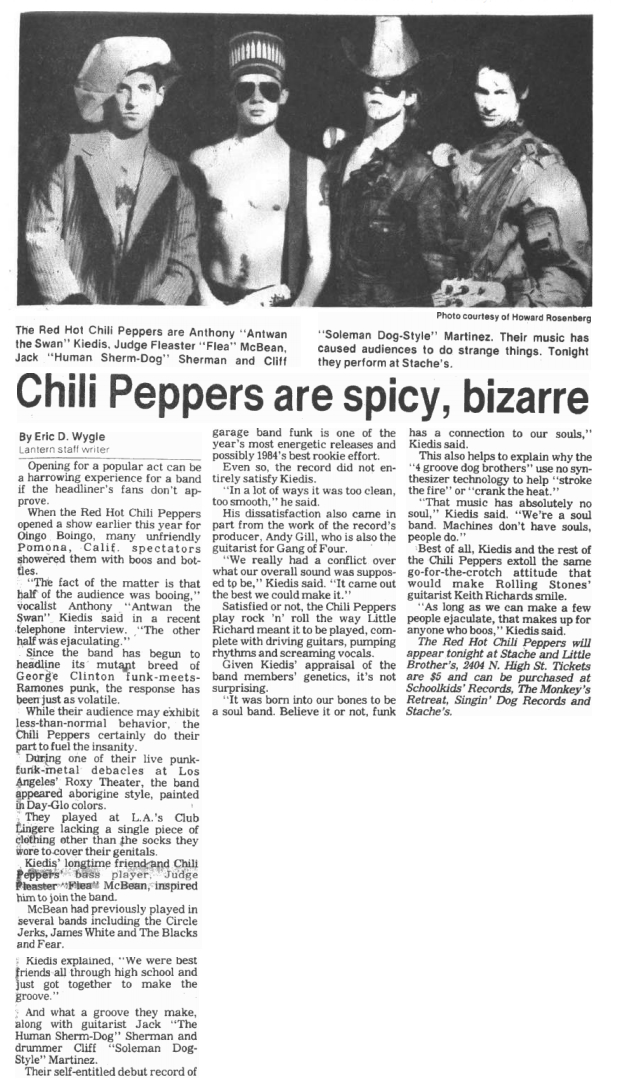 Photo courtesy of Howard Rosenberg
The Red Hot Chili Peppers are Anthony "Antwan
the Swan" Kiedis, Judge Fleaster "Flea" McBean,
Jack "Human Sherm-Dog" Sherman and Cliff
"Soleman Dog-Style" Martinez. Their music has
caused audiences to do strange things. Tonight
they perform at Stache's.
Chili Peppers are spicy, bizarre
By Eric D. Wygle
Lantern staff writer
Opening for a popular act can be
a harrowing experience for a band
if the headliner's fans don't ap-
prove.
When the Red Hot Chili Peppers
opened a show earlier this year for
Oingo Boingo, many unfriendly
Pomona, Calif. spectators
showered them with boos and bot-
tles.
"The fact of the matter is that
half of the audience was booing,"
vocalist Anthony "Antwan the
Swan" Kiedis said in a recent
telephone interview. "The other
half was ejaculating."
Since the band has begun to
headline its mutant breed of
George Clinton funk-meets-
Ramones punk, the response has
been just as volatile.
While their audience may exhibit
less-than-normal behavior, the
Chili Peppers certainly do their
part to fuel the insanity.
During one of their live punk-
funk-metal debacles at Los
Angeles' Roxy Theater, the band
appeared aborigine style, painted
in Day-Glo colors.
They played at L.A.'s Club
Lingere lacking a single piece of
clothing other than the socks they
wore to cover their genitals.
Kiedis' longtime friend and Chili
Peppers' bass player, Judge
Fleaster "Flea" McBean, inspired
him to join the band.
McBean had previously played in
several bands including the Circle
Jerks, James White and The Blacks
and Fear.
Kiedis explained, "We were best
friends all through high school and
just got together to make the
groove."
And what a groove they make,
along with guitarist Jack "The
Human Sherm-Dog" Sherman and
drummer Cliff "Soleman Dog-
Style" Martinez.
Their self-entitled debut record of
garage band funk is one of the
year's most energetic releases and
possibly 1984's best rookie effort.
Even so, the record did not en-
tirely satisfy Kiedis.
"In a lot of ways it was too clean,
too smooth," he said.
His dissatisfaction also came in
part from the work of the record's
producer, Andy Gill, who is also the
guitarist for Gang of Four.
"We really had a conflict over
what our overall sound was suppos-
ed to be," Kiedis said. "It came out
the best we could make it."
Satisfied or not, the Chili Peppers
play rock 'n' roll the way Little
Richard meant it to be played, com-
plete with driving guitars, pumping
rhythms and screaming vocals.
Given Kiedis' appraisal of the
band members' genetics, it's not
surprising.
"It was born into our bones to be
a soul band. Believe it or not, funk
has a connection to our souls,"
Kiedis said.
This also helps to explain why the
"4 groove dog brothers" use no syn-
thesizer technology to help "stroke
the fire" or "crank the heat."
"That music has absolutely no
soul," Kiedis said. "We're a soul
band. Machines don't have souls,
people do."
Best of all, Kiedis and the rest of
the Chili Peppers extoll the same
go-for-the-crotch attitude that
would make Rolling Stones'
guitarist Keith Richards smile.
"As long as we can make a few
people ejaculate, that makes up for
anyone who boos," Kiedis said.
The Red Hot Chili Peppers will
appear tonight at Stache and Little
Brother's, 2404 N. High St. Tickets
are $5 and can be purchased at
Schoolkids' Records, The Monkey's
Retreat, Singin' Dog Records and
Stache's.